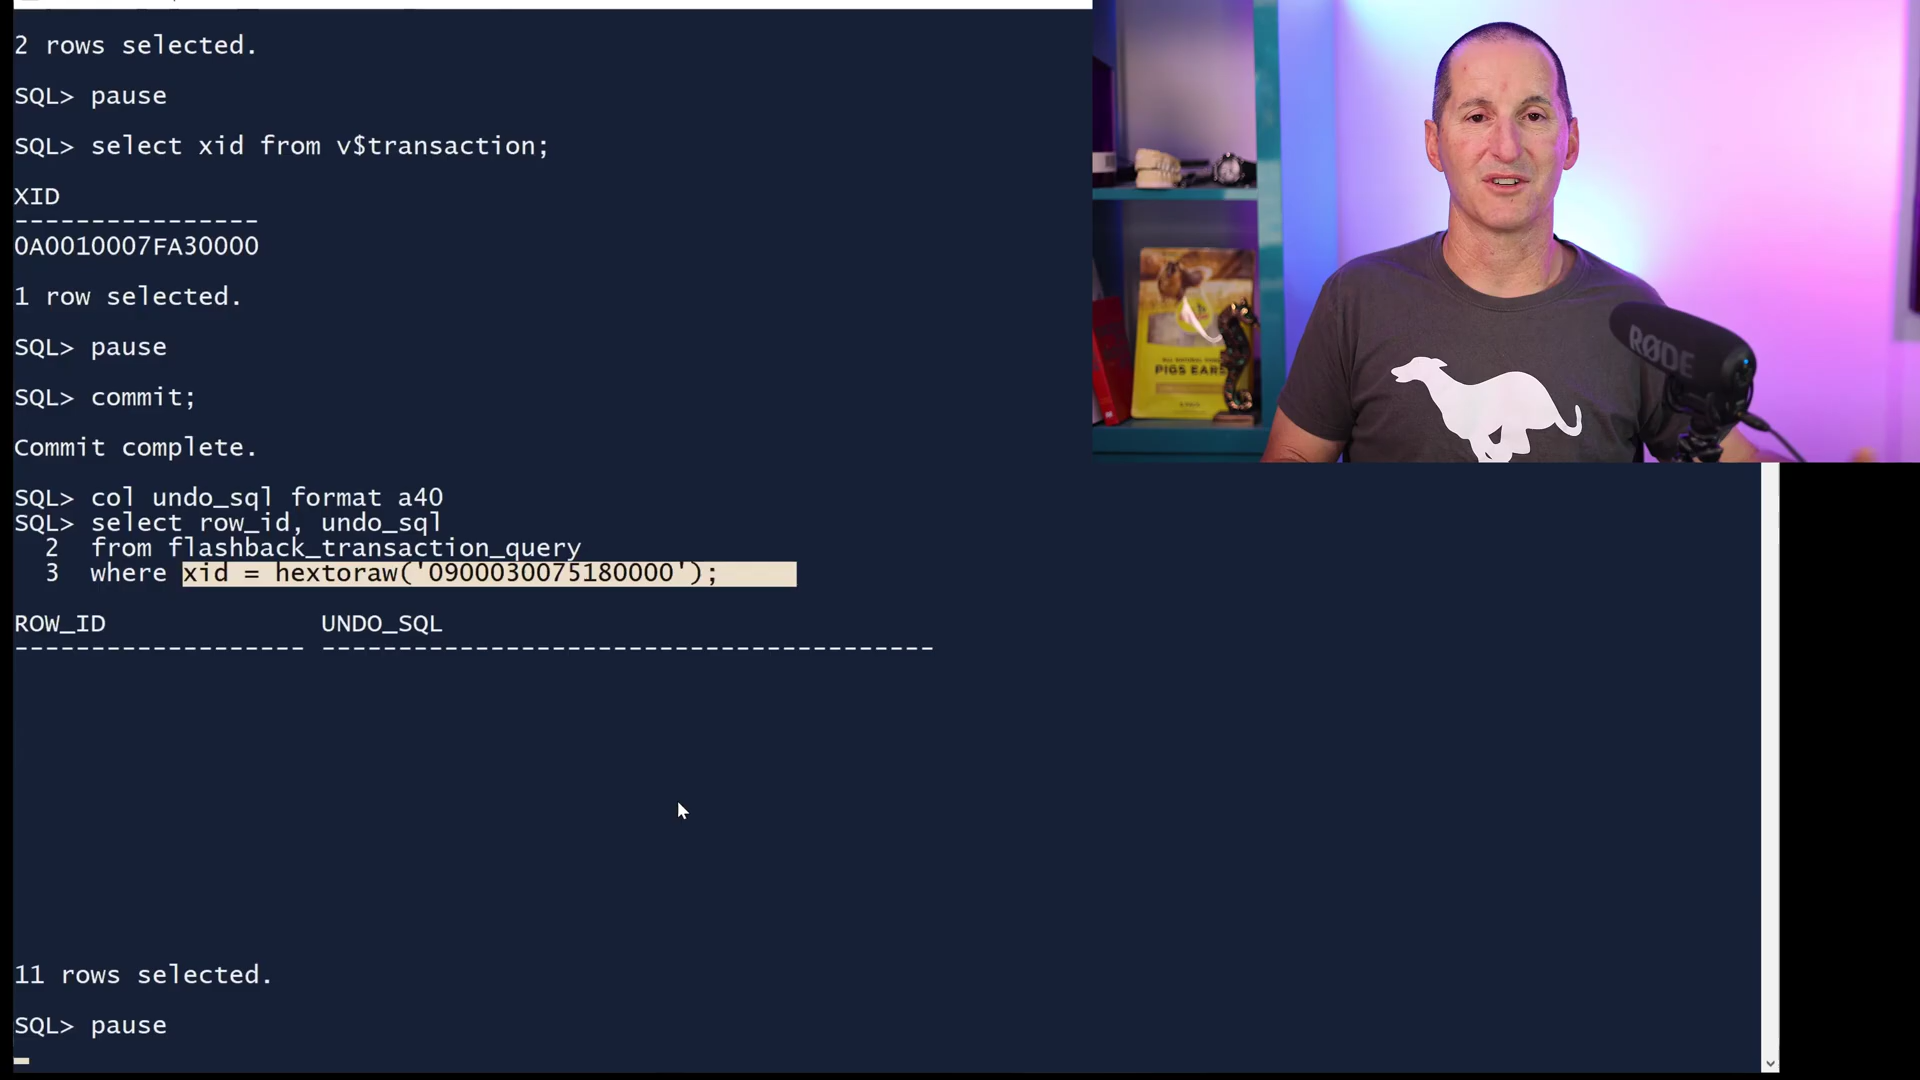 2 rows selected.
SQL> pause
SQL> select xid from v$transaction;
XID
----------------
0A0010007FA30000
1 row selected.
SQL> pause
SQL> commit;
Commit complete.
SQL> col undo_sql format a40
SQL> select row_id, undo_sql
2 from flashback_transaction_query
3 where xid = hextoraw('0900030075180000');
ROW_ID UNDO_SQL
------------------- ----------------------------------------
11 rows selected.
SQL> pause
PIGS EARS
RØDE